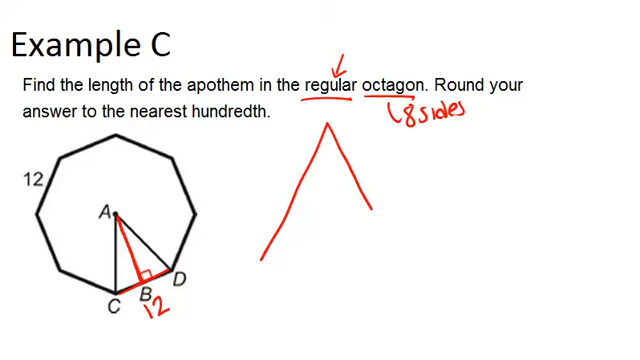 Example C
Find the length of the apothem in the regular octagon. Round your
answer to the nearest hundredth.
8 sides
12
A
D
B
C
12